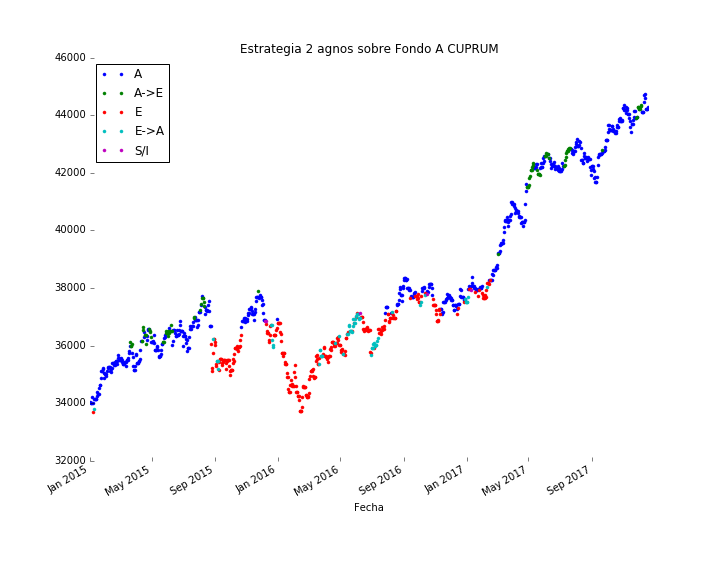 Estrategia 2 agnos sobre Fondo A CUPRUM
46000
44000
42000
40000
38000
36000
34000
32000
A
A->E
E
E->A
S/I
Jan 2015
May 2015
Sep 2015
Jan 2016
May 2016
Sep 2016
Jan 2017
May 2017
Sep 2017
Fecha